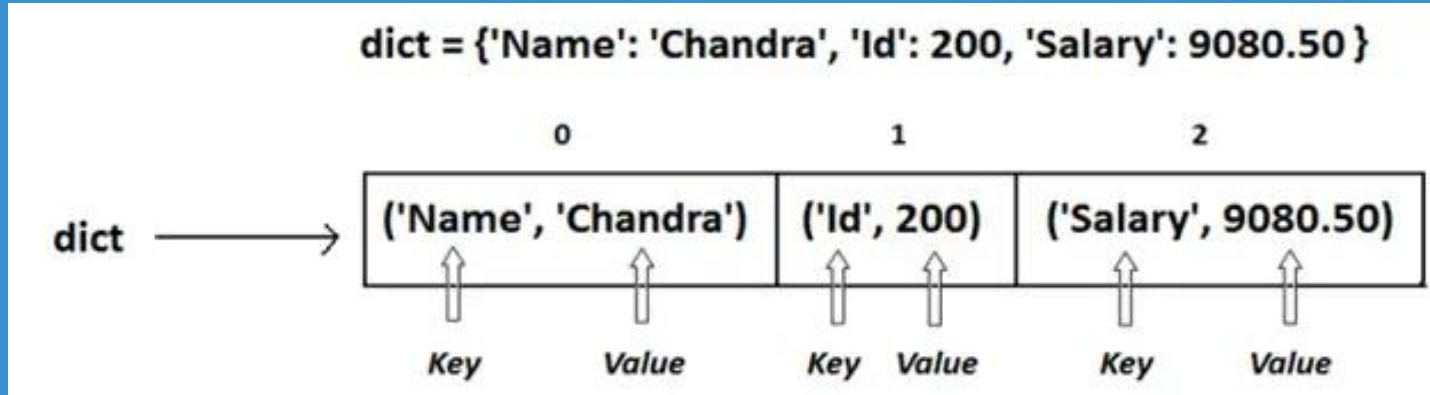 dict = {'Name': 'Chandra', 'Id': 200, 'Salary': 9080.50 }
0 1 2
dict ('Name', 'Chandra') ('Id', 200) ('Salary', 9080.50)
Key Value Key Value Key Value